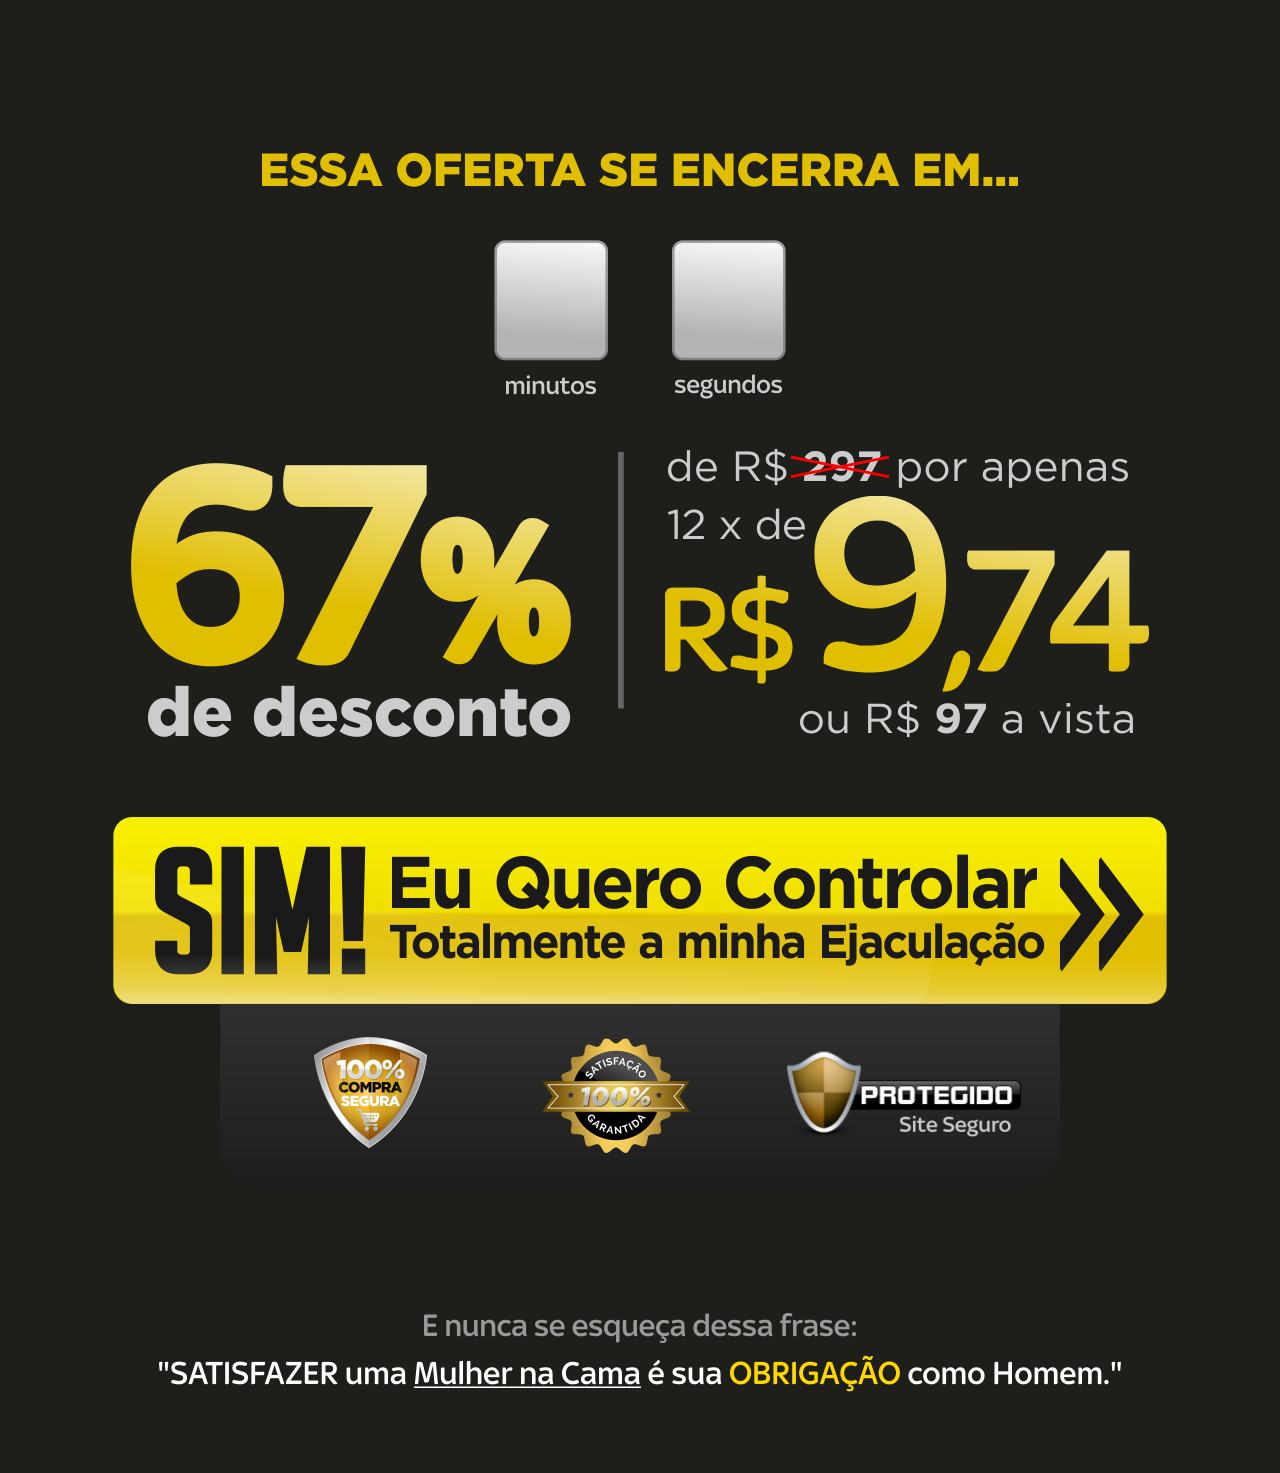 ESSA OFERTA SE ENCERRA EM...
minutos
segundos
67%
de desconto
de R$ 297 por apenas
12 x de
R$ 9,74
ou R$ 97 a vista
SIM! Eu Quero Controlar
Totalmente a minha Ejaculação
100%
COMPRA
SEGURA
SATISFAÇÃO
100%
GARANTIDA
PROTEGIDO
Site Seguro
E nunca se esqueça dessa frase:
"SATISFAZER uma Mulher na Cama é sua OBRIGAÇÃO como Homem."